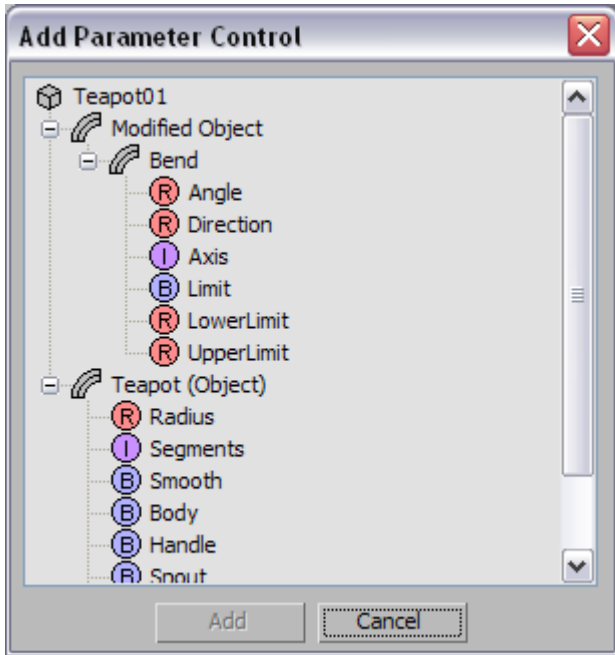 Add Parameter Control
Teapot01
Modified Object
Bend
R Angle
R Direction
I Axis
B Limit
R LowerLimit
R UpperLimit
Teapot (Object)
R Radius
I Segments
B Smooth
B Body
B Handle
B Spout
Add
Cancel